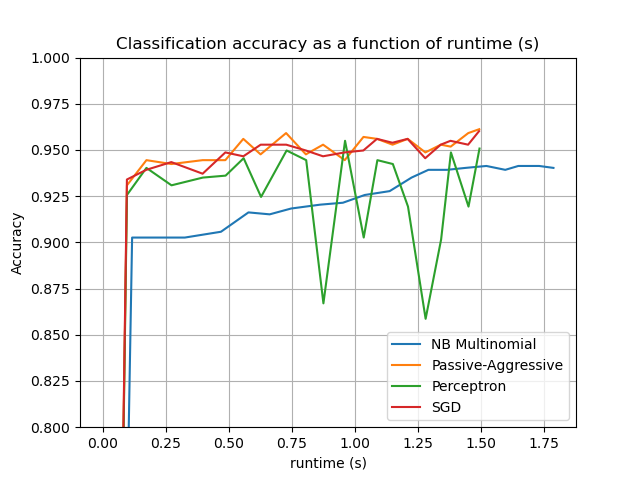 Classification accuracy as a function of runtime (s)
1.000
0.975
0.950
0.925
0.900
0.875
0.850
0.825
0.800
Accuracy
NB Multinomial
Passive-Aggressive
Perceptron
SGD
0.00 0.25 0.50 0.75 1.00 1.25 1.50 1.75
runtime (s)